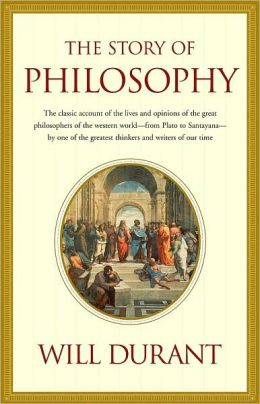 THE STORY OF
PHILOSOPHY
The classic account of the lives and opinions of the great
philosophers of the western world—from Plato to Santayana—
by one of the greatest thinkers and writers of our time
WILL DURANT